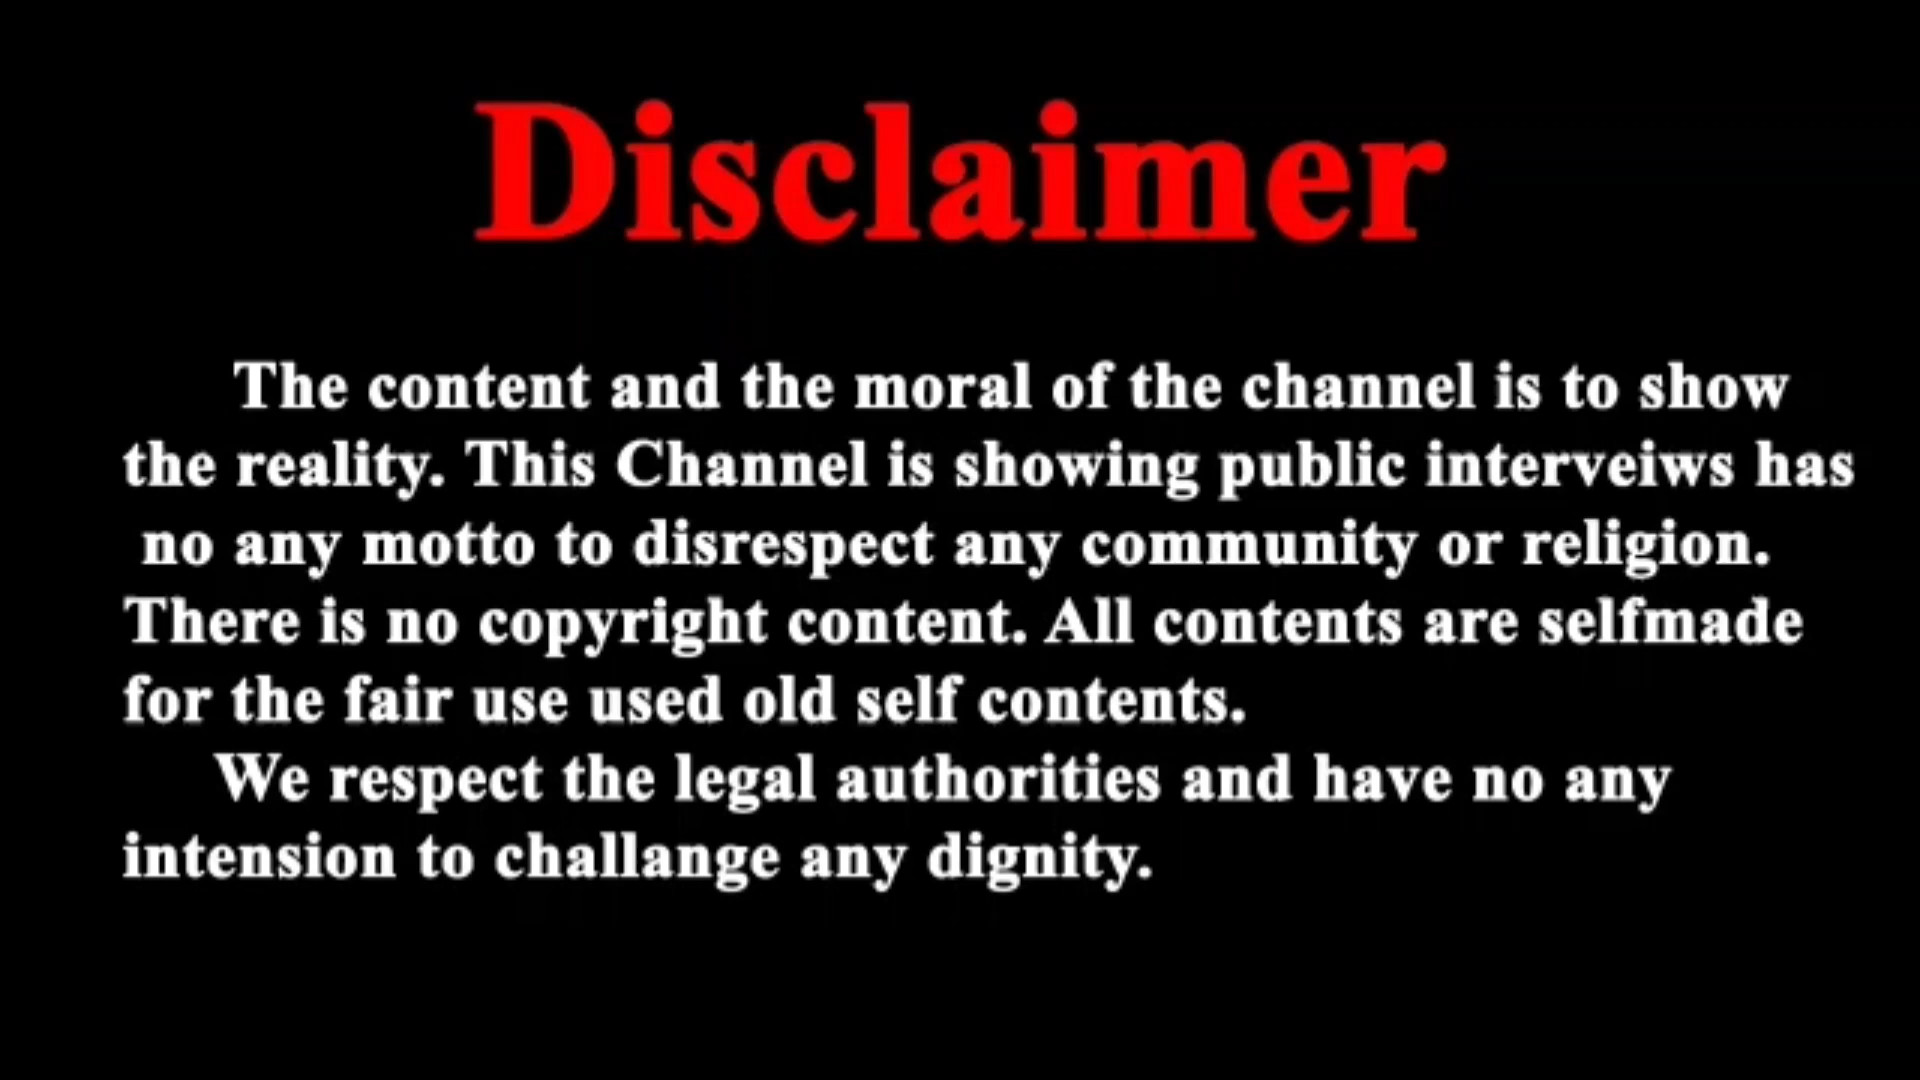 Disclaimer
The content and the moral of the channel is to show
the reality. This Channel is showing public interveiws has
no any motto to disrespect any community or religion.
There is no copyright content. All contents are selfmade
for the fair use used old self contents.
We respect the legal authorities and have no any
intension to challange any dignity.